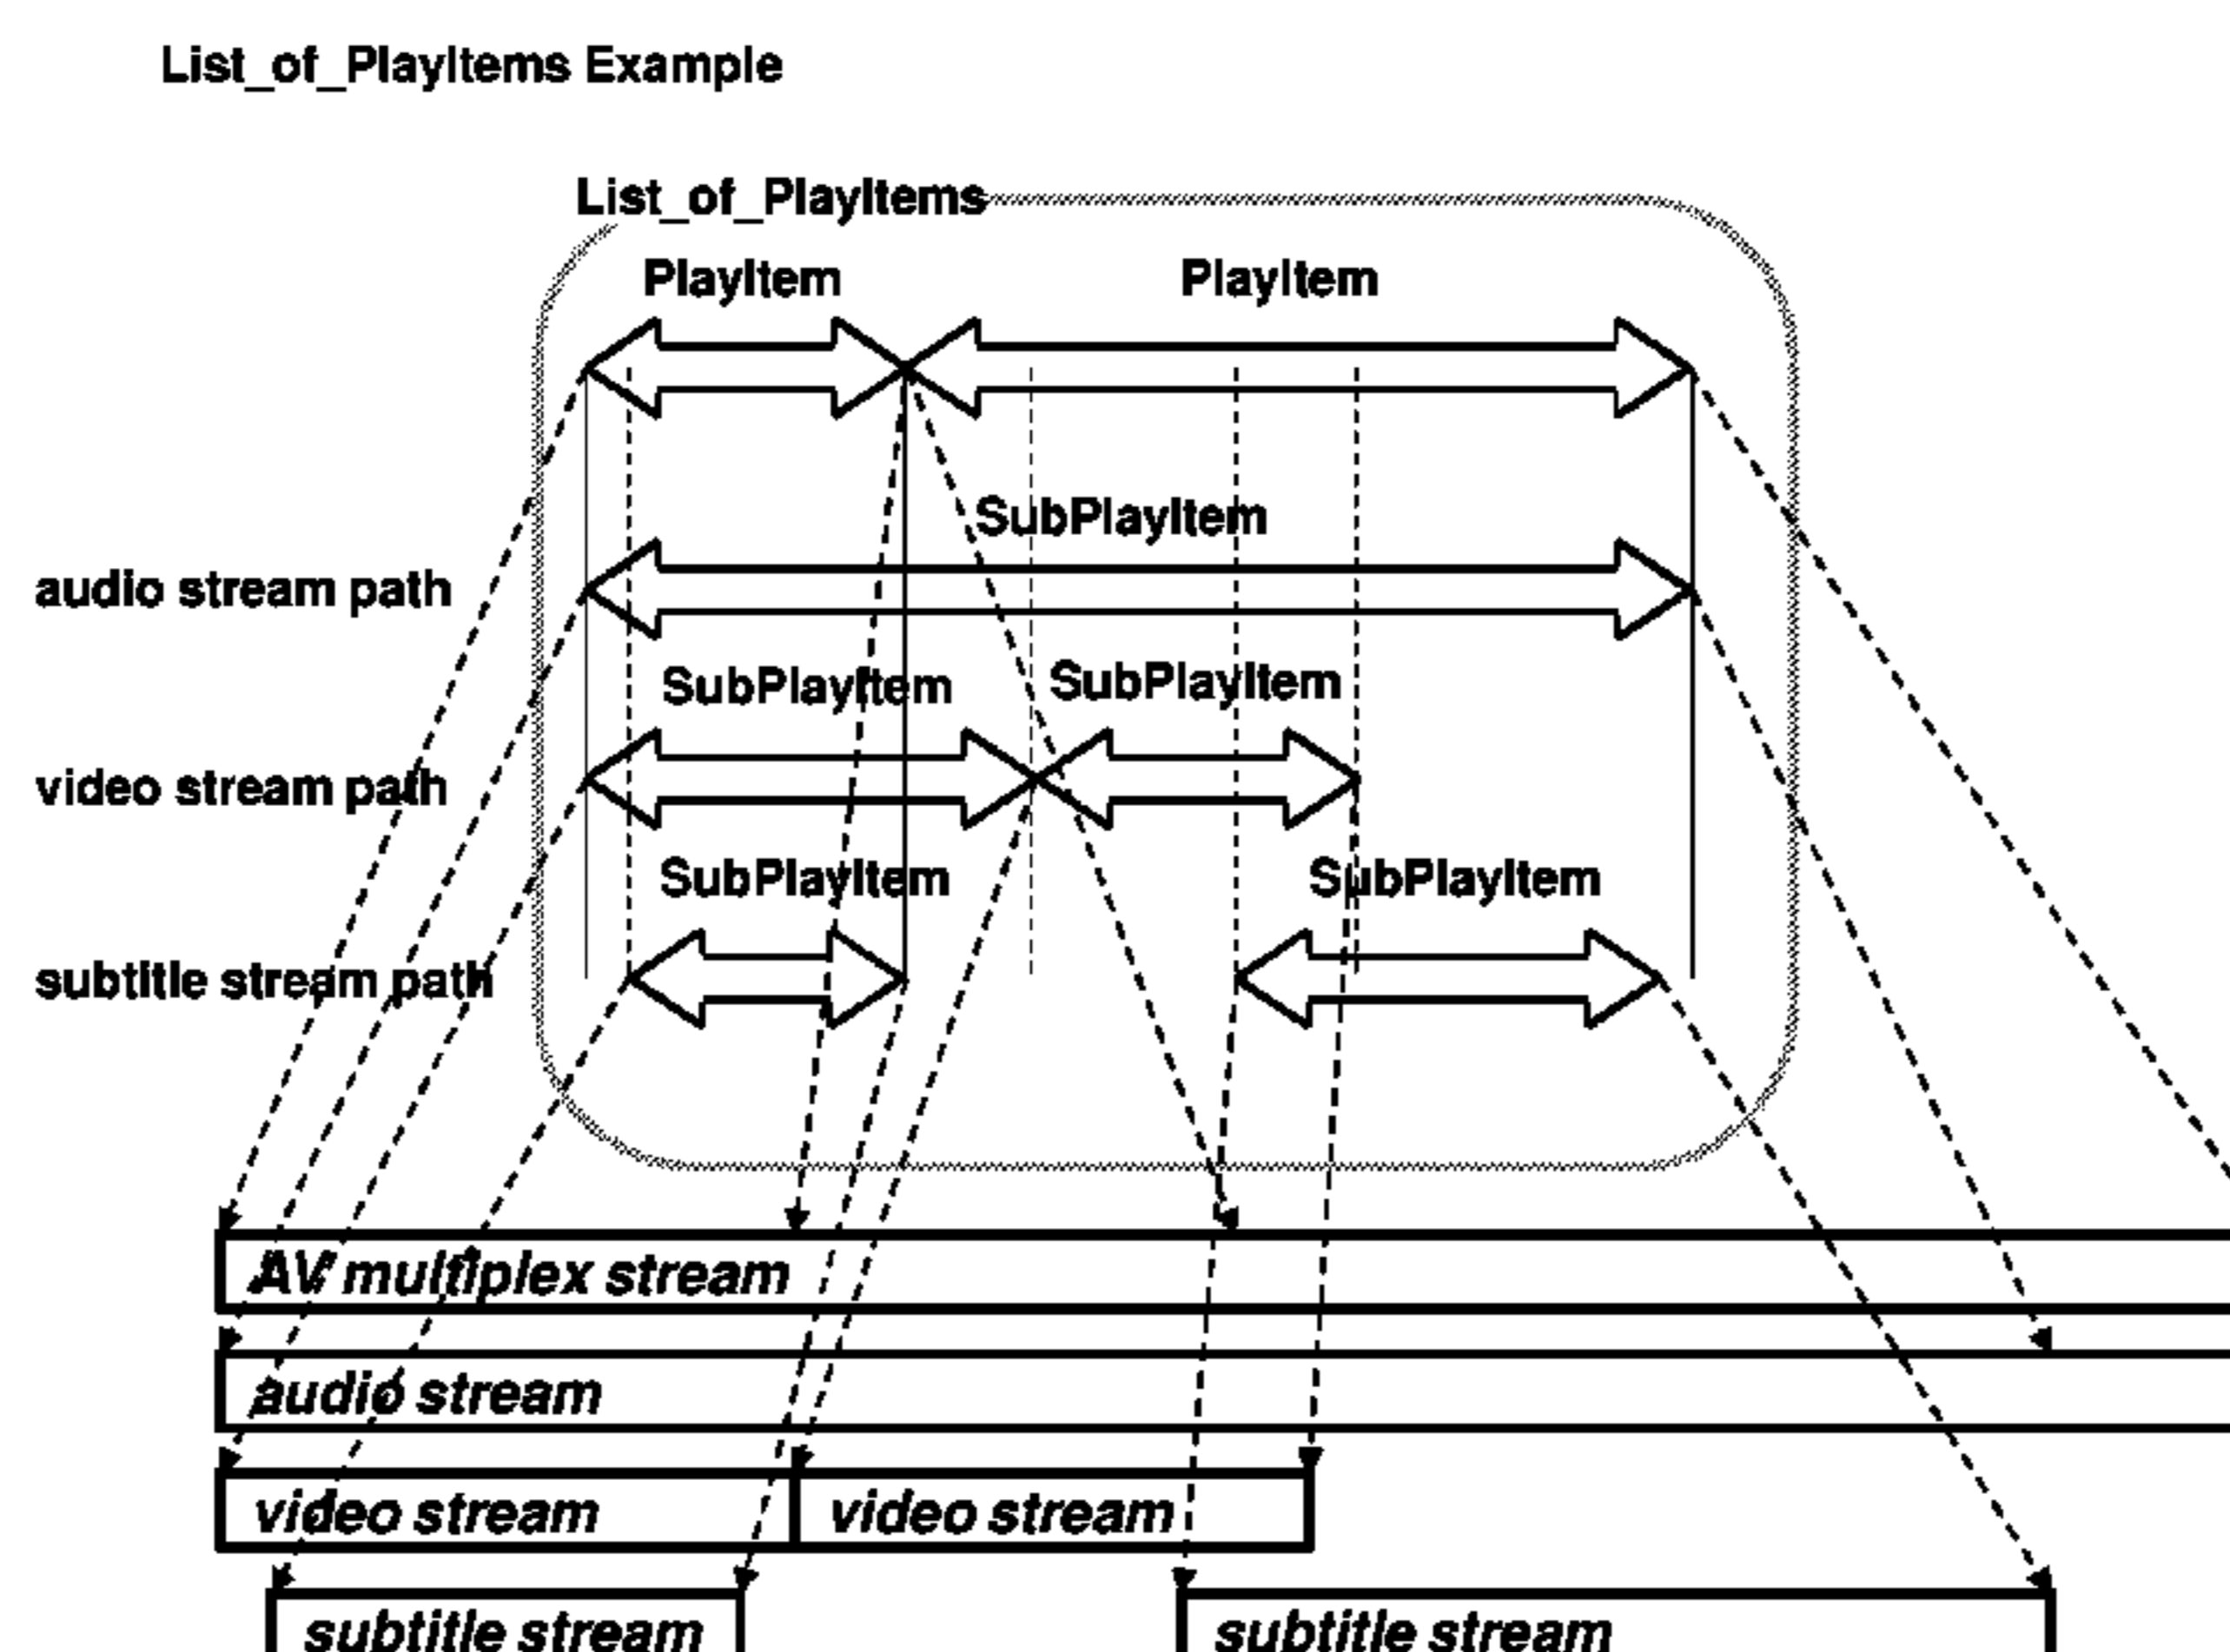 List_of_PlayItems Example
List_of_PlayItems
PlayItem PlayItem
SubPlayItem
audio stream path
SubPlayItem SubPlayItem
video stream path
SubPlayItem SubPlayItem
subtitle stream path
AV multiplex stream
audio stream
video stream video stream
subtitle stream subtitle stream